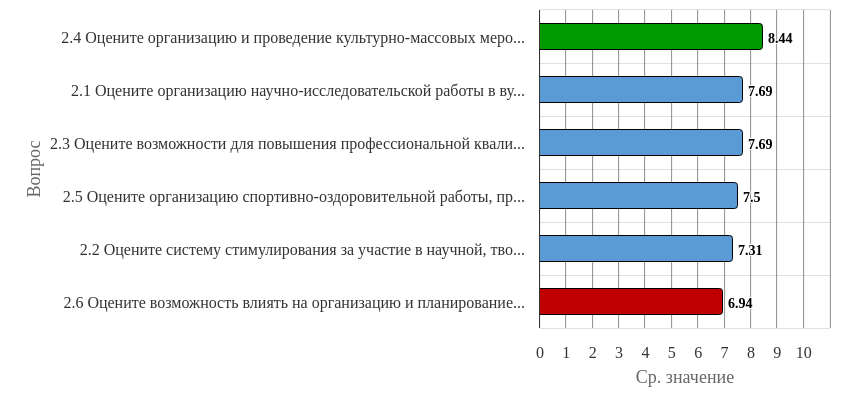 2.4 Оцените организацию и проведение культурно-массовых меро... 8.44
2.1 Оцените организацию научно-исследовательской работы в ву... 7.69
2.3 Оцените возможности для повышения профессиональной квали... 7.69
2.5 Оцените организацию спортивно-оздоровительной работы, пр... 7.5
2.2 Оцените систему стимулирования за участие в научной, тво... 7.31
2.6 Оцените возможность влиять на организацию и планирование... 6.94
Вопрос
0 1 2 3 4 5 6 7 8 9 10
Ср. значение